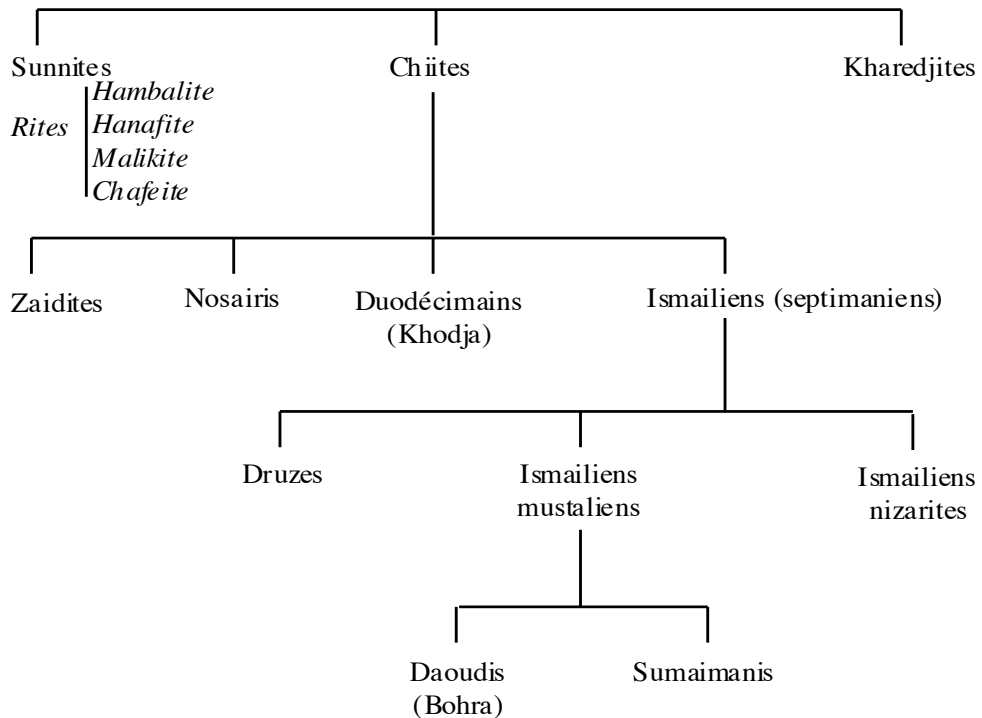 Sunnites
Chiites
Kharedjites
Rites
Hambalite
Hanafite
Malikite
Chafeite
Zaidites
Nosairis
Duodécimains
(Khodja)
Ismailiens (septimaniens)
Druzes
Ismailiens
mustaliens
Ismailiens
nizarites
Daoudis
(Bohra)
Sumaimanis